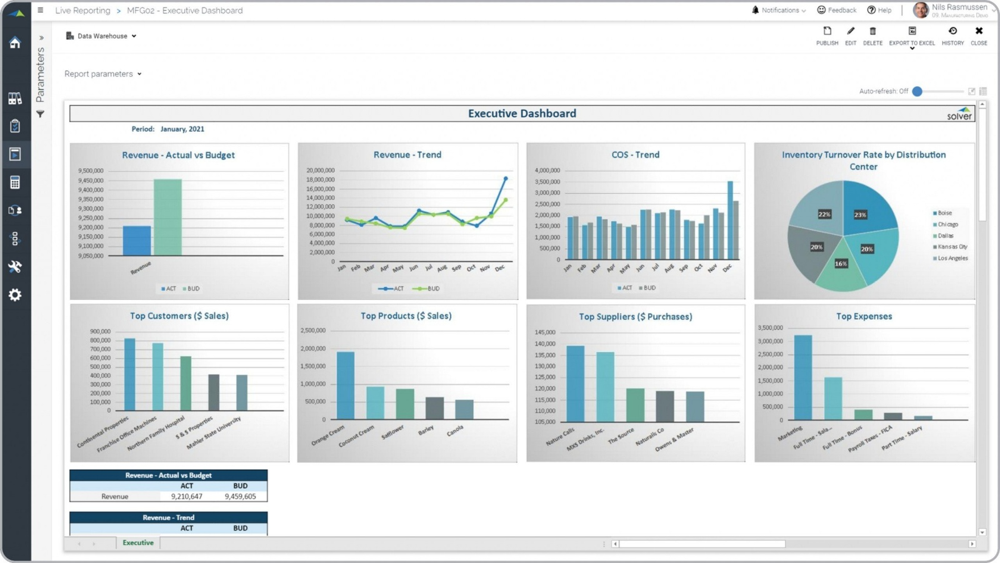 Live Reporting > MFG02 - Executive Dashboard
Notifications
Feedback
Help
Nils Rasmussen
09. Manufacturing Demo
Parameters
Data Warehouse
PUBLISH
EDIT
DELETE
EXPORT TO EXCEL
HISTORY
CLOSE
Report parameters
Auto-refresh: Off
Executive Dashboard
solver
Period: January, 2021
Revenue - Actual vs Budget
9,500,000
9,450,000
9,400,000
9,350,000
9,300,000
9,250,000
9,200,000
9,150,000
9,100,000
9,050,000
Revenue
ACT BUD
Revenue - Trend
20,000,000
18,000,000
16,000,000
14,000,000
12,000,000
10,000,000
8,000,000
6,000,000
4,000,000
2,000,000
0
Jan Feb Mar Apr May Jun Jul Aug Sep Oct Nov Dec
ACT BUD
COS - Trend
4,000,000
3,500,000
3,000,000
2,500,000
2,000,000
1,500,000
1,000,000
500,000
0
Jan Feb Mar Apr May Jun Jul Aug Sep Oct Nov Dec
ACT BUD
Inventory Turnover Rate by Distribution
Center
22%
23%
20%
20%
16%
Boise
Chicago
Dallas
Kansas City
Los Angeles
Top Customers ($ Sales)
900,000
800,000
700,000
600,000
500,000
400,000
300,000
200,000
100,000
0
Continental Properties
Franchise Office Machines
Northern Family Hospital
S & S Properties
Mahler State University
Top Products ($ Sales)
2,500,000
2,000,000
1,500,000
1,000,000
500,000
0
Orange Cream
Coconut Cream
Safflower
Barley
Canola
Top Suppliers ($ Purchases)
145,000
140,000
135,000
130,000
125,000
120,000
115,000
110,000
105,000
Nature Calls
MXS Drinks, Inc.
The Source
Naturalis Co
Owens & Master
Top Expenses
3,500,000
3,000,000
2,500,000
2,000,000
1,500,000
1,000,000
500,000
0
Marketing
Full Time - Sala...
Full Time - Bonus
Payroll Taxes - FICA
Part Time - Salary
Revenue - Actual vs Budget
ACT BUD
Revenue 9,210,647 9,459,605
Revenue - Trend
ACT BUD
Executive